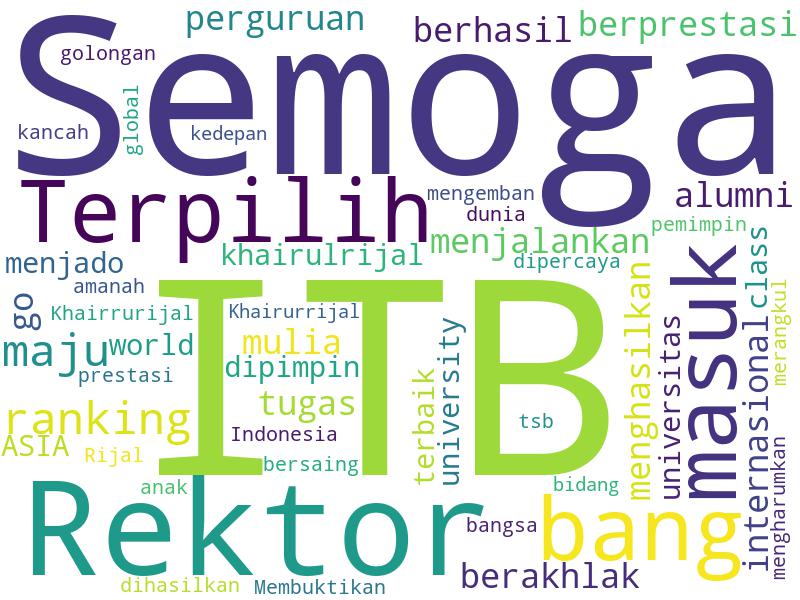 perguruan
berhasil
berprestasi
golongan
Semoga
kancah
global
kedepan
Terpilih
mengemban
alumni
dunia
pemimpin
menjalankan
khairulrijal
menjado
dipercaya
amanah
ITB
masuk
class
go
Khairrurijal
Khairurrijal
menghasilkan
merangkul
maju
world
mulia
university
universitas
internasional
dipimpin
prestasi
terbaik
tugas
ranking
tsb
ASIA
Indonesia
Rijal
bersaing
mengharumkan
anak
bidang
Rektor
bang
bangsa
berakhlak
dihasilkan
Membuktikan